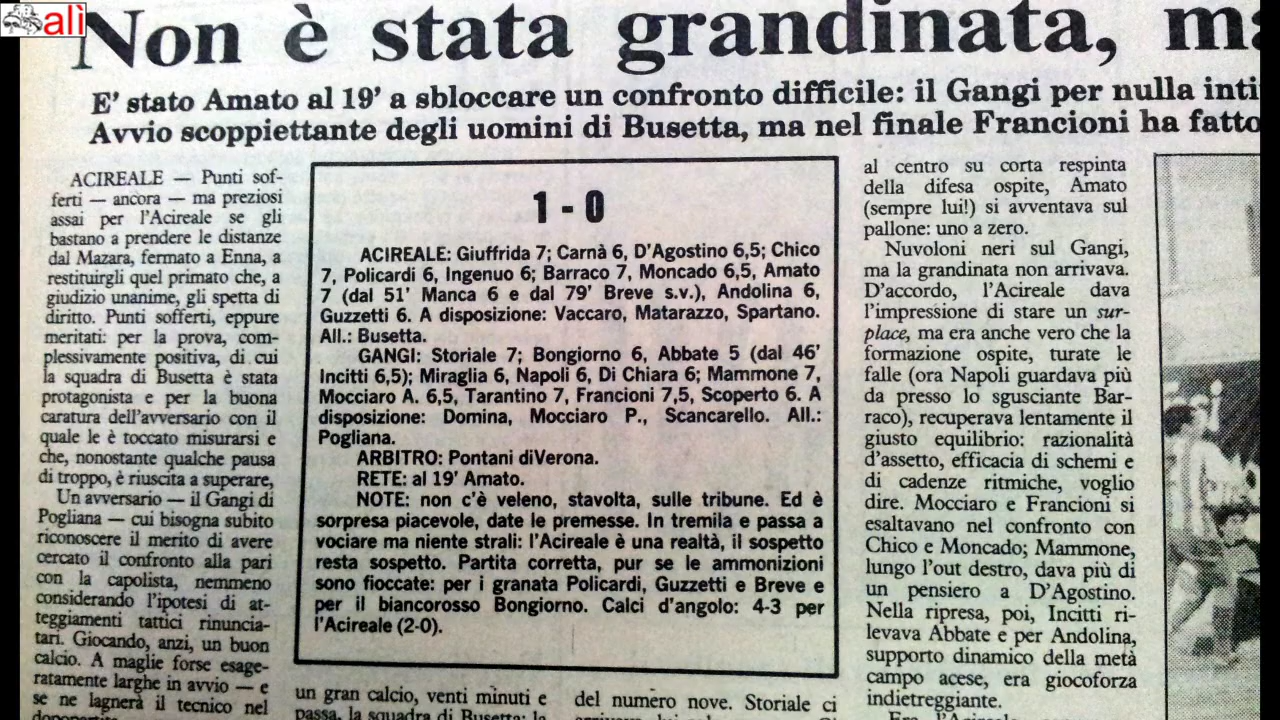 alì
Non è stata grandinata, ma
E' stato Amato al 19' a sbloccare un confronto difficile: il Gangi per nulla inti
Avvio scoppiettante degli uomini di Busetta, ma nel finale Francioni ha fatto
ACIREALE — Punti sof-
ferti — ancora — ma preziosi
assai per l'Acireale se gli
bastano a prendere le distanze
dal Mazara, fermato a Enna, a
restituirgli quel primato che, a
giudizio unanime, gli spetta di
diritto. Punti sofferti, eppure
meritati: per la prova, com-
plessivamente positiva, di cui
la squadra di Busetta è stata
protagonista e per la buona
caratura dell'avversario con il
quale le è toccato misurarsi e
che, nonostante qualche pausa
di troppo, è riuscita a superare,
Un avversario — il Gangi di
Pogliana — cui bisogna subito
riconoscere il merito di avere
cercato il confronto alla pari
con la capolista, nemmeno
considerando l'ipotesi di at-
teggiamenti tattici rinuncia-
tari. Giocando, anzi, un buon
calcio. A maglie forse esage-
ratamente larghe in avvio — e
se ne lagnerà il tecnico nel
1 - 0
ACIREALE: Giuffrida 7; Carnà 6, D'Agostino 6,5; Chico
7, Policardi 6, Ingenuo 6; Barraco 7, Moncado 6,5, Amato
7 (dal 51' Manca 6 e dal 79' Breve s.v.), Andolina 6,
Guzzetti 6. A disposizione: Vaccaro, Matarazzo, Spartano.
All.: Busetta.
GANGI: Storiale 7; Bongiorno 6, Abbate 5 (dal 46'
Incitti 6,5); Miraglia 6, Napoli 6, Di Chiara 6; Mammone 7,
Mocciaro A. 6,5, Tarantino 7, Francioni 7,5, Scoperto 6. A
disposizione: Domina, Mocciaro P., Scancarello. All.:
Pogliana.
ARBITRO: Pontani diVerona.
RETE: al 19' Amato.
NOTE: non c'è veleno, stavolta, sulle tribune. Ed è
sorpresa piacevole, date le premesse. In tremila e passa a
vociare ma niente strali: l'Acireale è una realtà, il sospetto
resta sospetto. Partita corretta, pur se le ammonizioni
sono fioccate: per i granata Policardi, Guzzetti e Breve e
per il biancorosso Bongiorno. Calci d'angolo: 4-3 per
l'Acireale (2-0).
un gran calcio, venti minuti e
passa, la squadra di Busetta: la
del numero nove. Storiale ci
al centro su corta respinta
della difesa ospite, Amato
(sempre lui!) si avventava sul
pallone: uno a zero.
Nuvoloni neri sul Gangi,
ma la grandinata non arrivava.
D'accordo, l'Acireale dava
l'impressione di stare un sur-
place, ma era anche vero che la
formazione ospite, turate le
falle (ora Napoli guardava più
da presso lo sgusciante Bar-
raco), recuperava lentamente il
giusto equilibrio: razionalità
d'assetto, efficacia di schemi e
di cadenze ritmiche, voglio
dire. Mocciaro e Francioni si
esaltavano nel confronto con
Chico e Moncado; Mammone,
lungo l'out destro, dava più di
un pensiero a D'Agostino.
Nella ripresa, poi, Incitti ri-
levava Abbate e per Andolina,
supporto dinamico della metà
campo acese, era giocoforza
indietreggiante.